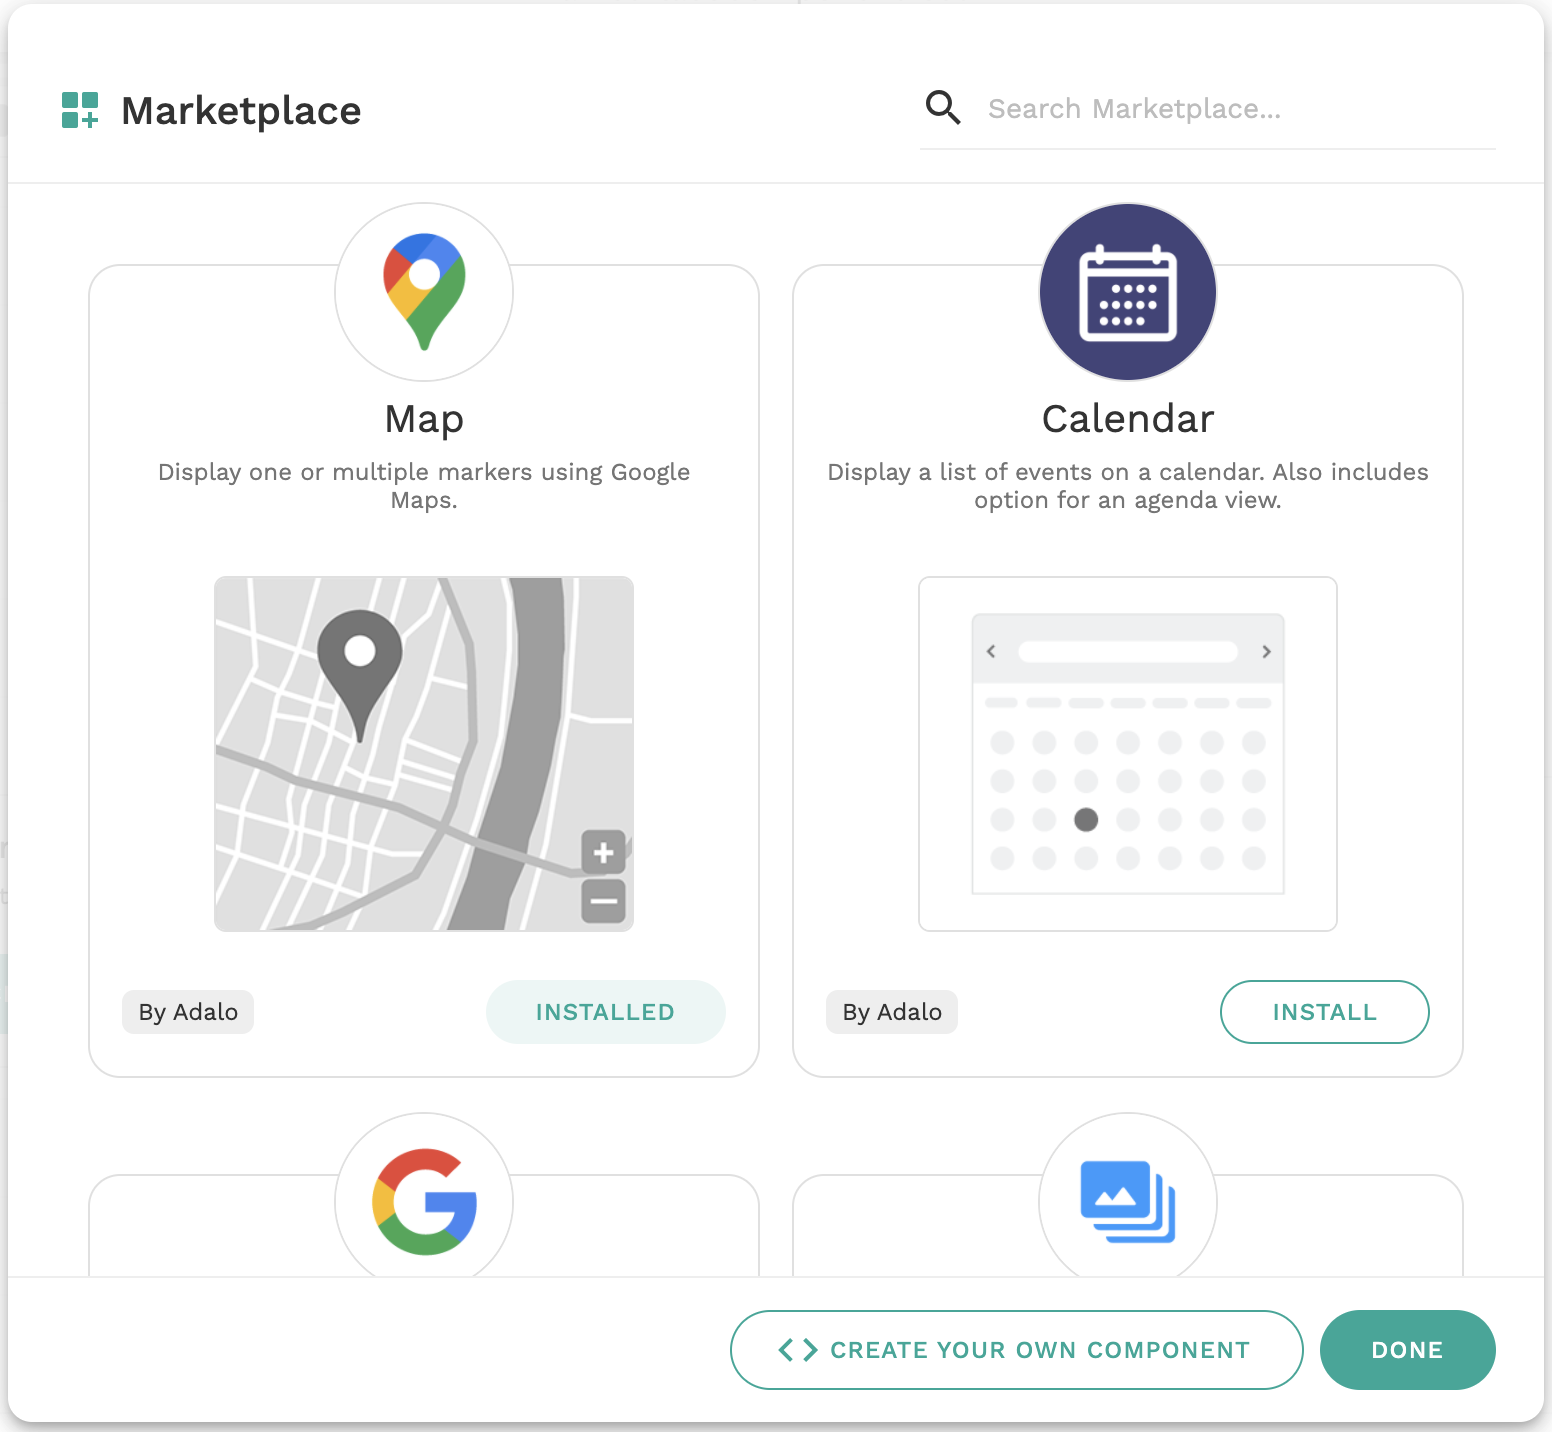 Marketplace
Search Marketplace...
Map
Display one or multiple markers using Google
Maps.
By Adalo
INSTALLED
Calendar
Display a list of events on a calendar. Also includes
option for an agenda view.
By Adalo
INSTALL
<> CREATE YOUR OWN COMPONENT
DONE